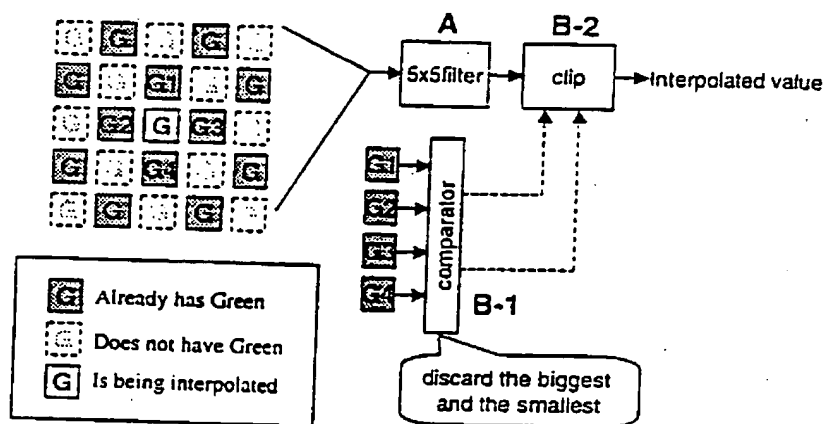 A
B-2
G G G G G
G G G1 G G
G G2 G G3 G
G G G4 G G
G G G G G
5x5filter
clip
Interpolated value
G1
G2
G3
G4
comparator
B-1
G Already has Green
G Does not have Green
G Is being interpolated
discard the biggest
and the smallest